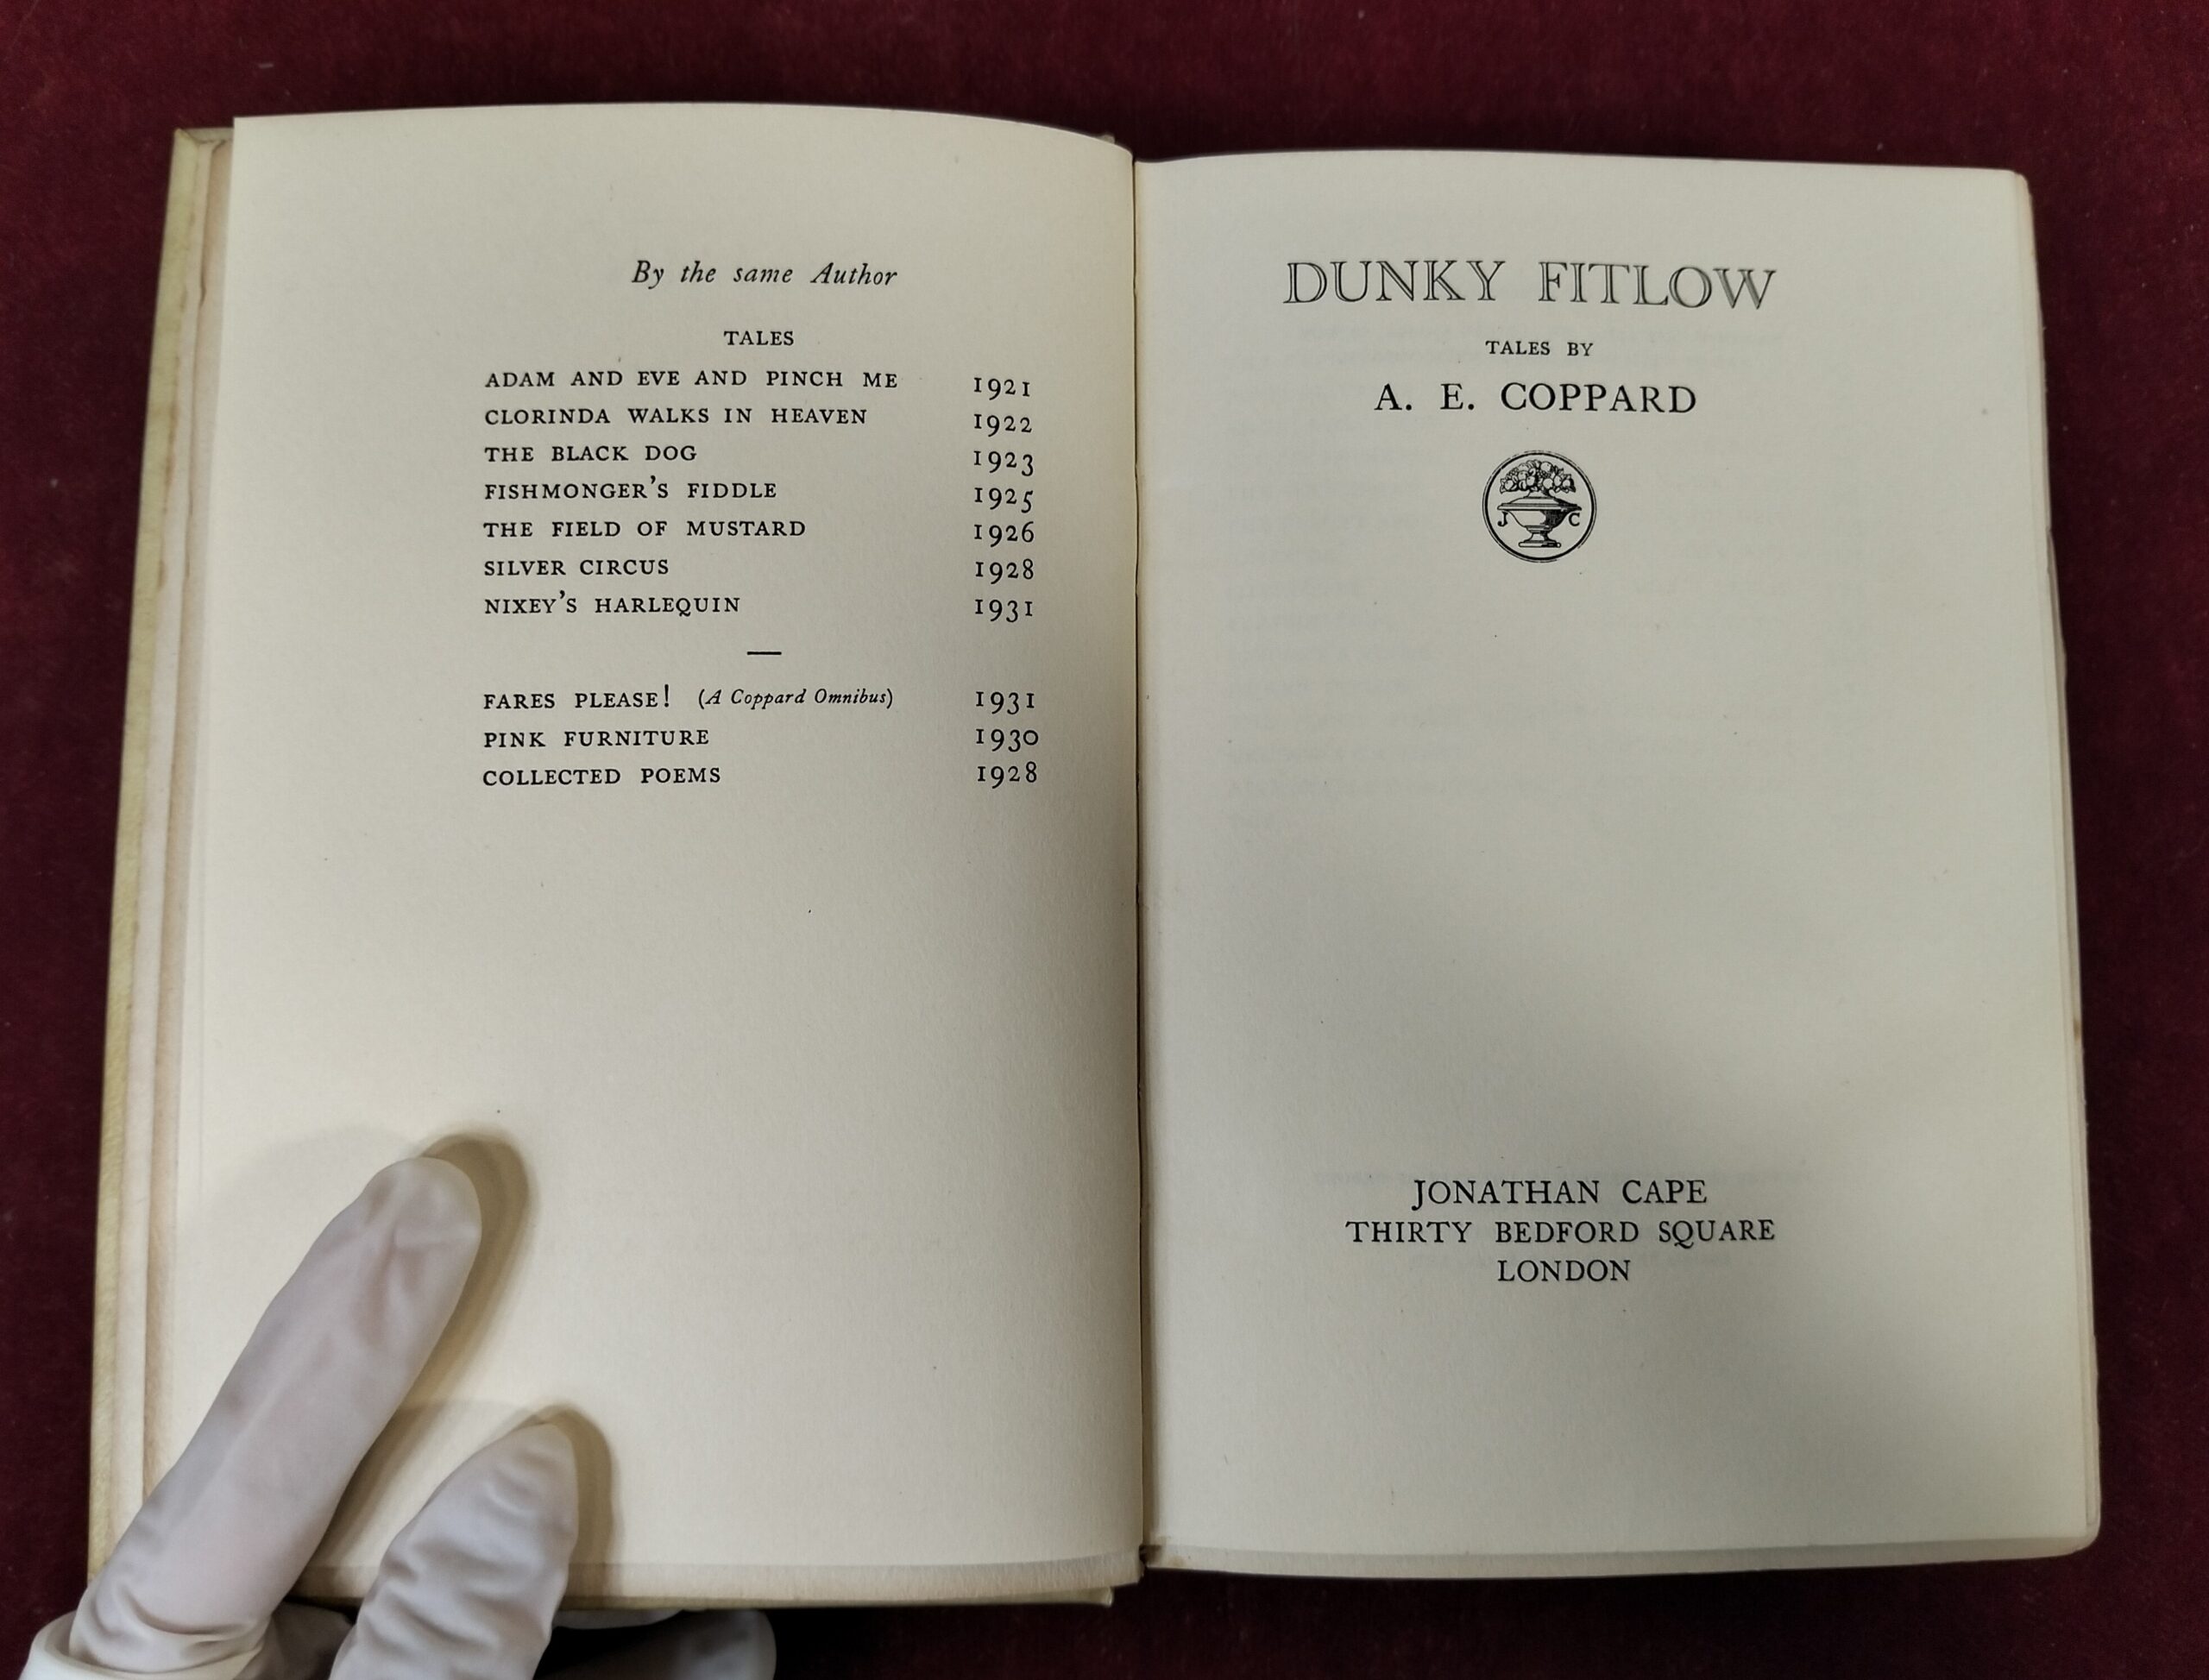 By the same Author
TALES
ADAM AND EVE AND PINCH ME 1921
CLORINDA WALKS IN HEAVEN 1922
THE BLACK DOG 1923
FISHMONGER'S FIDDLE 1925
THE FIELD OF MUSTARD 1926
SILVER CIRCUS 1928
NIXEY'S HARLEQUIN 1931
—
FARES PLEASE! (A Coppard Omnibus) 1931
PINK FURNITURE 1930
COLLECTED POEMS 1928
DUNKY FITLOW
TALES BY
A. E. COPPARD
J C
JONATHAN CAPE
THIRTY BEDFORD SQUARE
LONDON